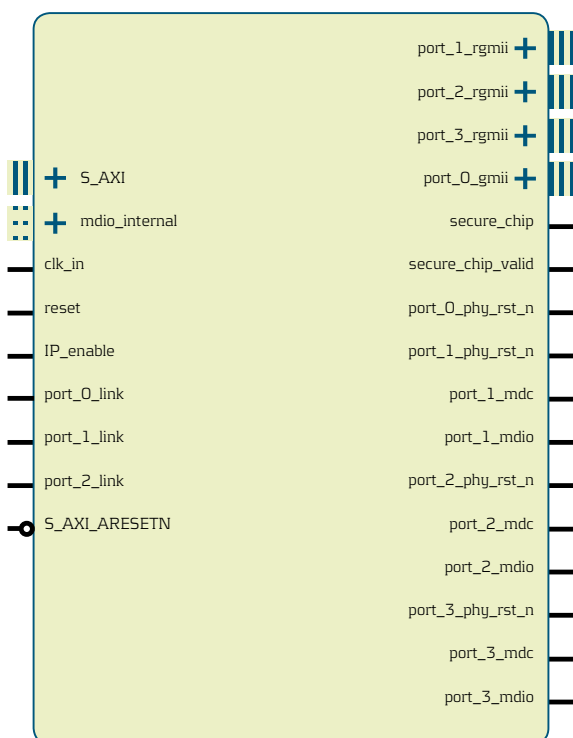 port_1_rgmii
port_2_rgmii
port_3_rgmii
S_AXI
port_0_gmii
mdio_internal
secure_chip
clk_in
secure_chip_valid
reset
port_0_phy_rst_n
IP_enable
port_1_phy_rst_n
port_0_link
port_1_mdc
port_1_link
port_1_mdio
port_2_link
port_2_phy_rst_n
S_AXI_ARESETN
port_2_mdc
port_2_mdio
port_3_phy_rst_n
port_3_mdc
port_3_mdio